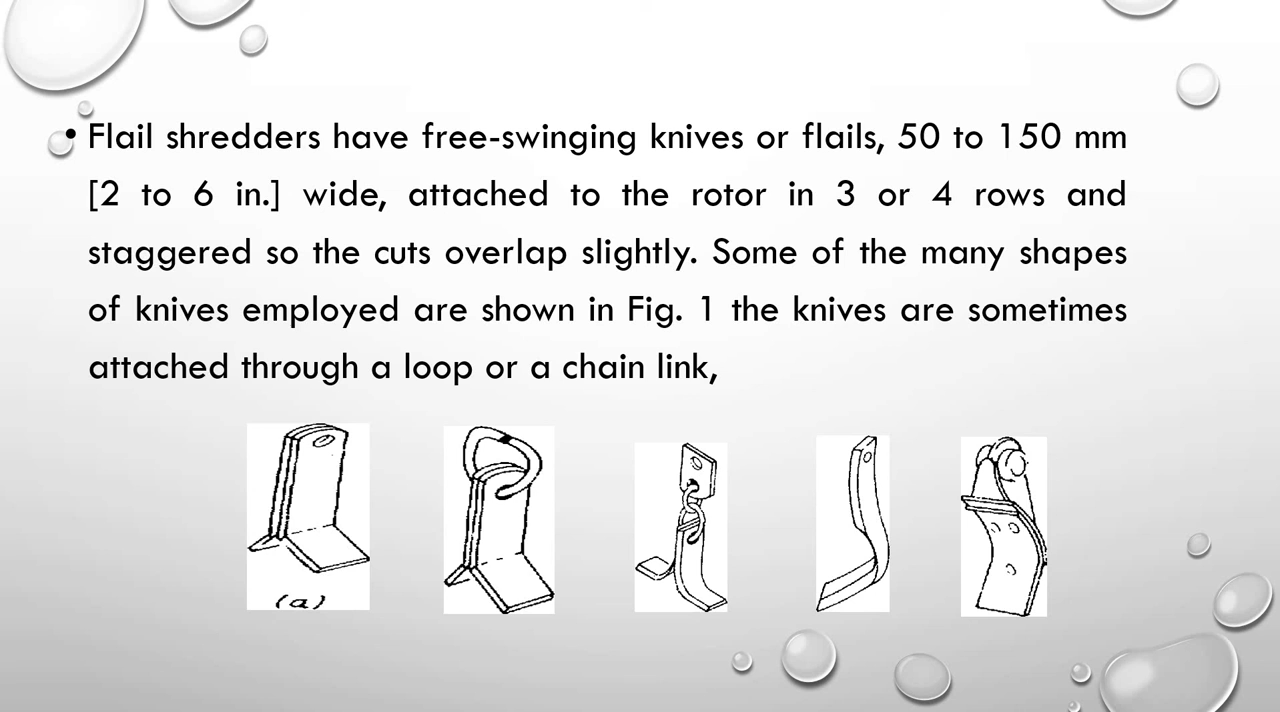 • Flail shredders have free-swinging knives or flails, 50 to 150 mm
[2 to 6 in.] wide, attached to the rotor in 3 or 4 rows and
staggered so the cuts overlap slightly. Some of the many shapes
of knives employed are shown in Fig. 1 the knives are sometimes
attached through a loop or a chain link,
(a)